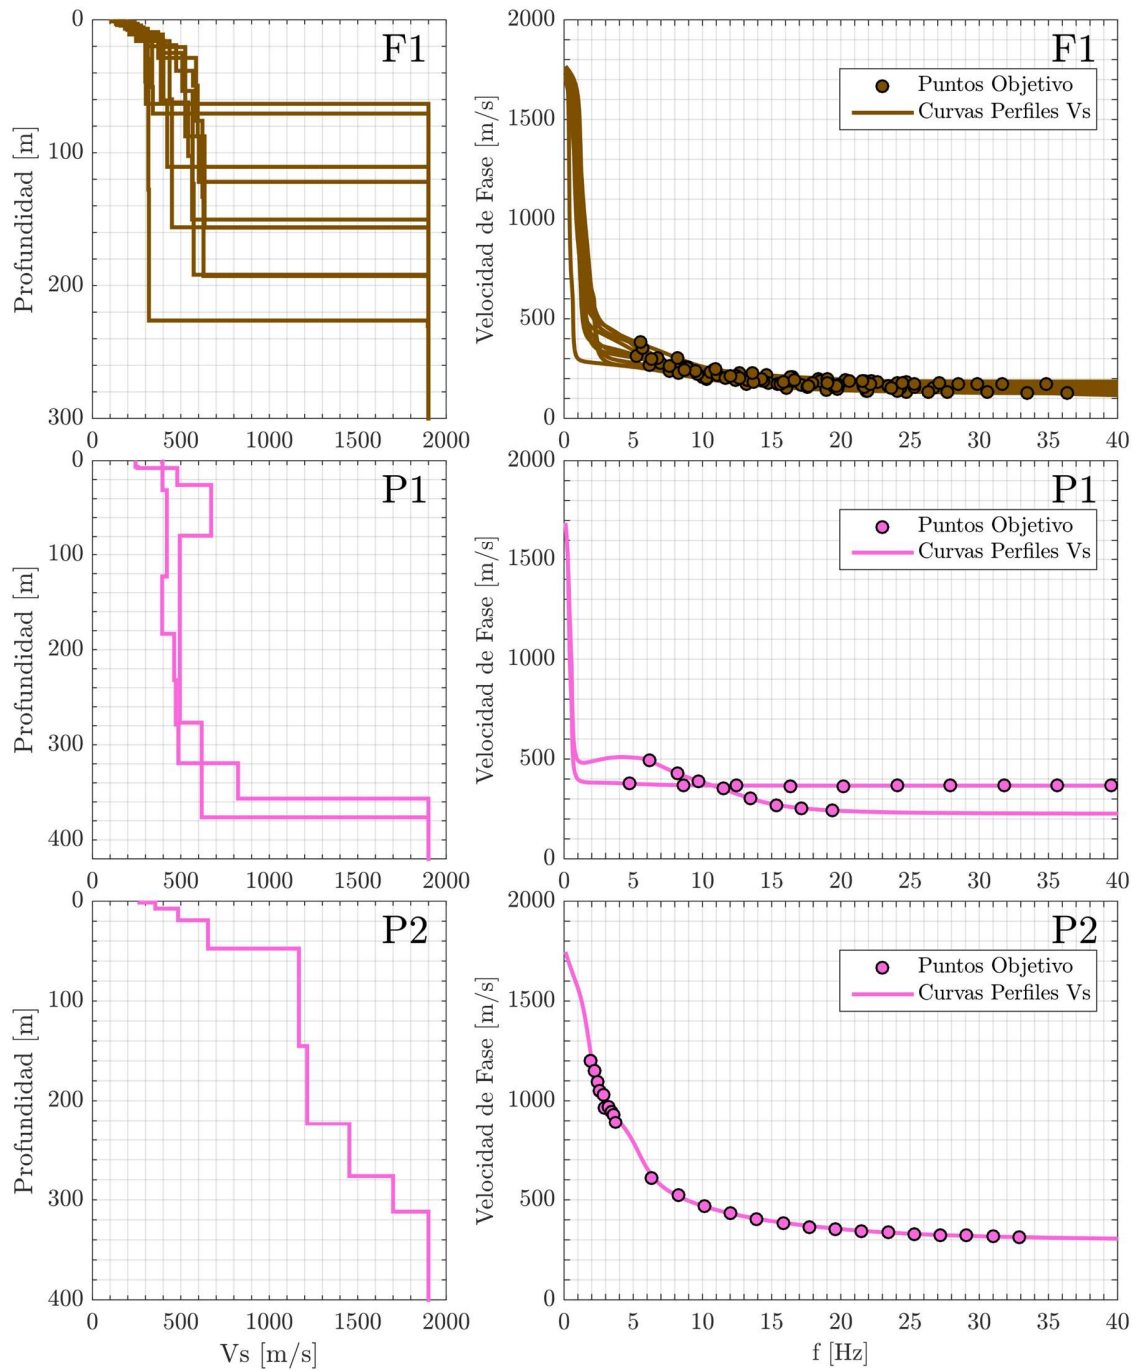 F1
0
100
200
300
Profundidad [m]
0 500 1000 1500 2000
F1
Puntos Objetivo
Curvas Perfiles Vs
2000
1500
1000
500
0
Velocidad de Fase [m/s]
0 5 10 15 20 25 30 35 40
P1
0
100
200
300
400
Profundidad [m]
0 500 1000 1500 2000
P1
Puntos Objetivo
Curvas Perfiles Vs
2000
1500
1000
500
0
Velocidad de Fase [m/s]
0 5 10 15 20 25 30 35 40
P2
0
100
200
300
400
Profundidad [m]
0 500 1000 1500 2000
Vs [m/s]
P2
Puntos Objetivo
Curvas Perfiles Vs
2000
1500
1000
500
0
Velocidad de Fase [m/s]
0 5 10 15 20 25 30 35 40
f [Hz]